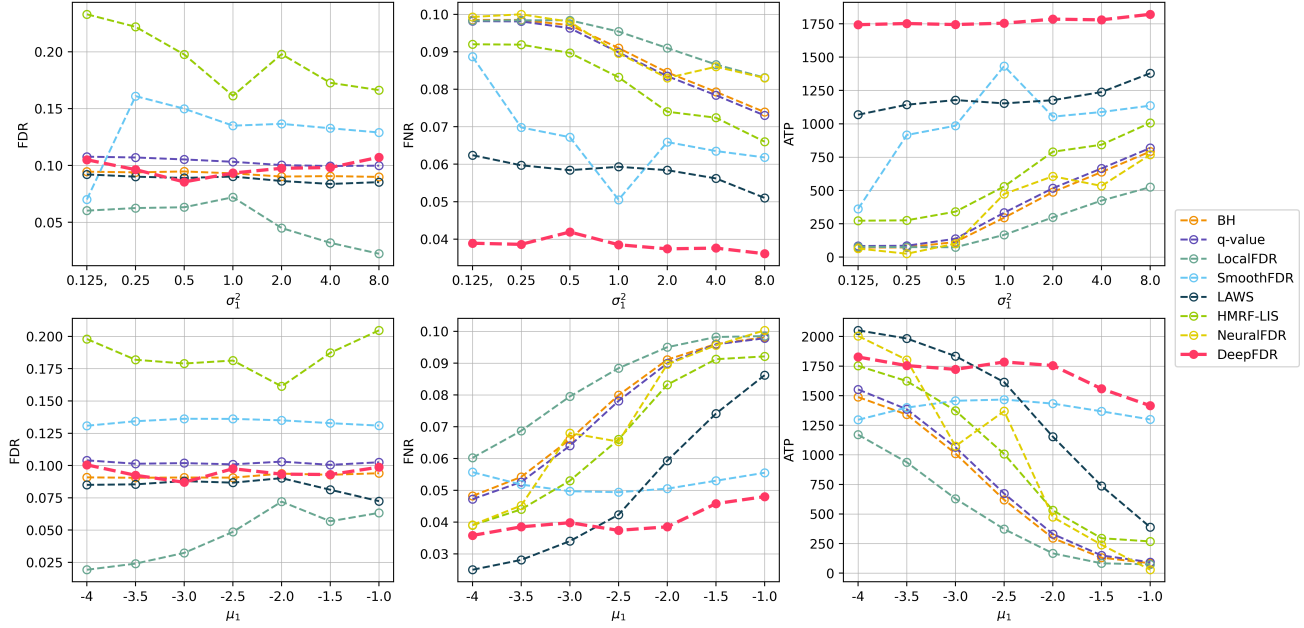 FDR
0.20
0.15
0.10
0.05
0.125, 0.25 0.5 1.0 2.0 4.0 8.0
σ₁²
FNR
0.10
0.09
0.08
0.07
0.06
0.05
0.04
0.125, 0.25 0.5 1.0 2.0 4.0 8.0
σ₁²
ATP
1750
1500
1250
1000
750
500
250
0
0.125, 0.25 0.5 1.0 2.0 4.0 8.0
σ₁²
BH
q-value
LocalFDR
SmoothFDR
LAWS
HMRF-LIS
NeuralFDR
DeepFDR
FDR
0.200
0.175
0.150
0.125
0.100
0.075
0.050
0.025
-4 -3.5 -3.0 -2.5 -2.0 -1.5 -1.0
μ₁
FNR
0.10
0.09
0.08
0.07
0.06
0.05
0.04
0.03
-4 -3.5 -3.0 -2.5 -2.0 -1.5 -1.0
μ₁
ATP
2000
1750
1500
1250
1000
750
500
250
0
-4 -3.5 -3.0 -2.5 -2.0 -1.5 -1.0
μ₁